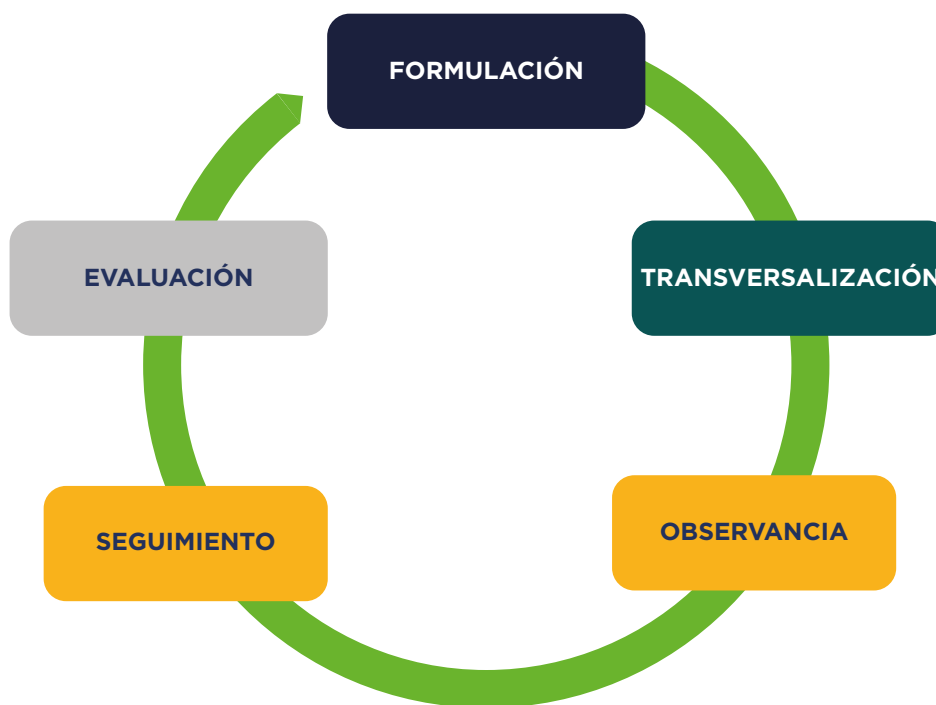 FORMULACIÓN
TRANSVERSALIZACIÓN
OBSERVANCIA
SEGUIMIENTO
EVALUACIÓN